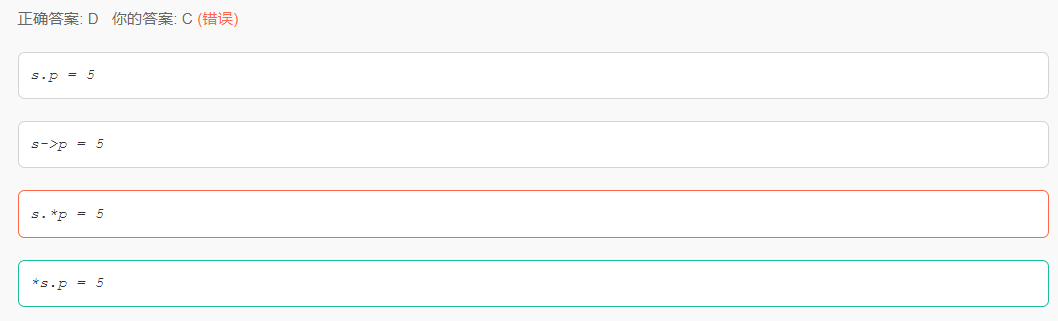 正确答案: D 你的答案: C (错误)
s.p = 5
s->p = 5
s.*p = 5
*s.p = 5